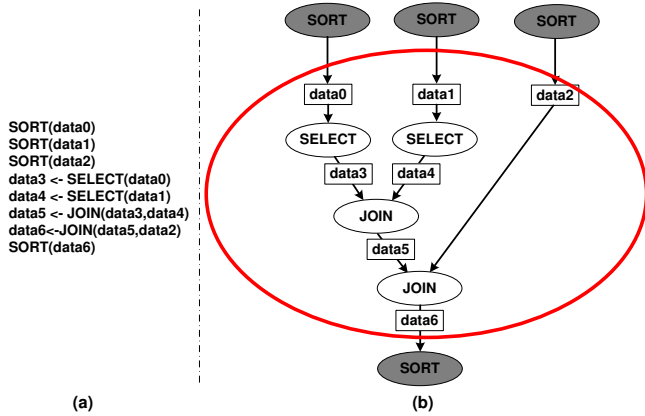 SORT(data0)
SORT(data1)
SORT(data2)
data3 <- SELECT(data0)
data4 <- SELECT(data1)
data5 <- JOIN(data3,data4)
data6<-JOIN(data5,data2)
SORT(data6)
(a)
SORT SORT SORT
data0 data1 data2
SELECT SELECT
data3 data4
JOIN
data5
JOIN
data6
SORT
(b)